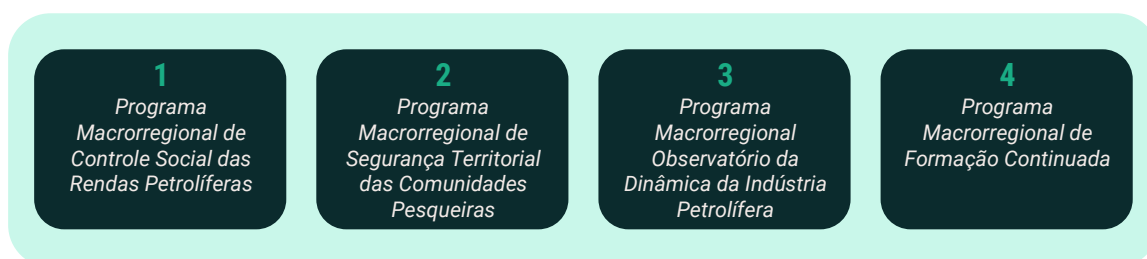 1
Programa
Macrorregional de
Controle Social das
Rendas Petrolíferas
2
Programa
Macrorregional de
Segurança Territorial
das Comunidades
Pesqueiras
3
Programa
Macrorregional
Observatório da
Dinâmica da Indústria
Petrolífera
4
Programa
Macrorregional de
Formação Continuada